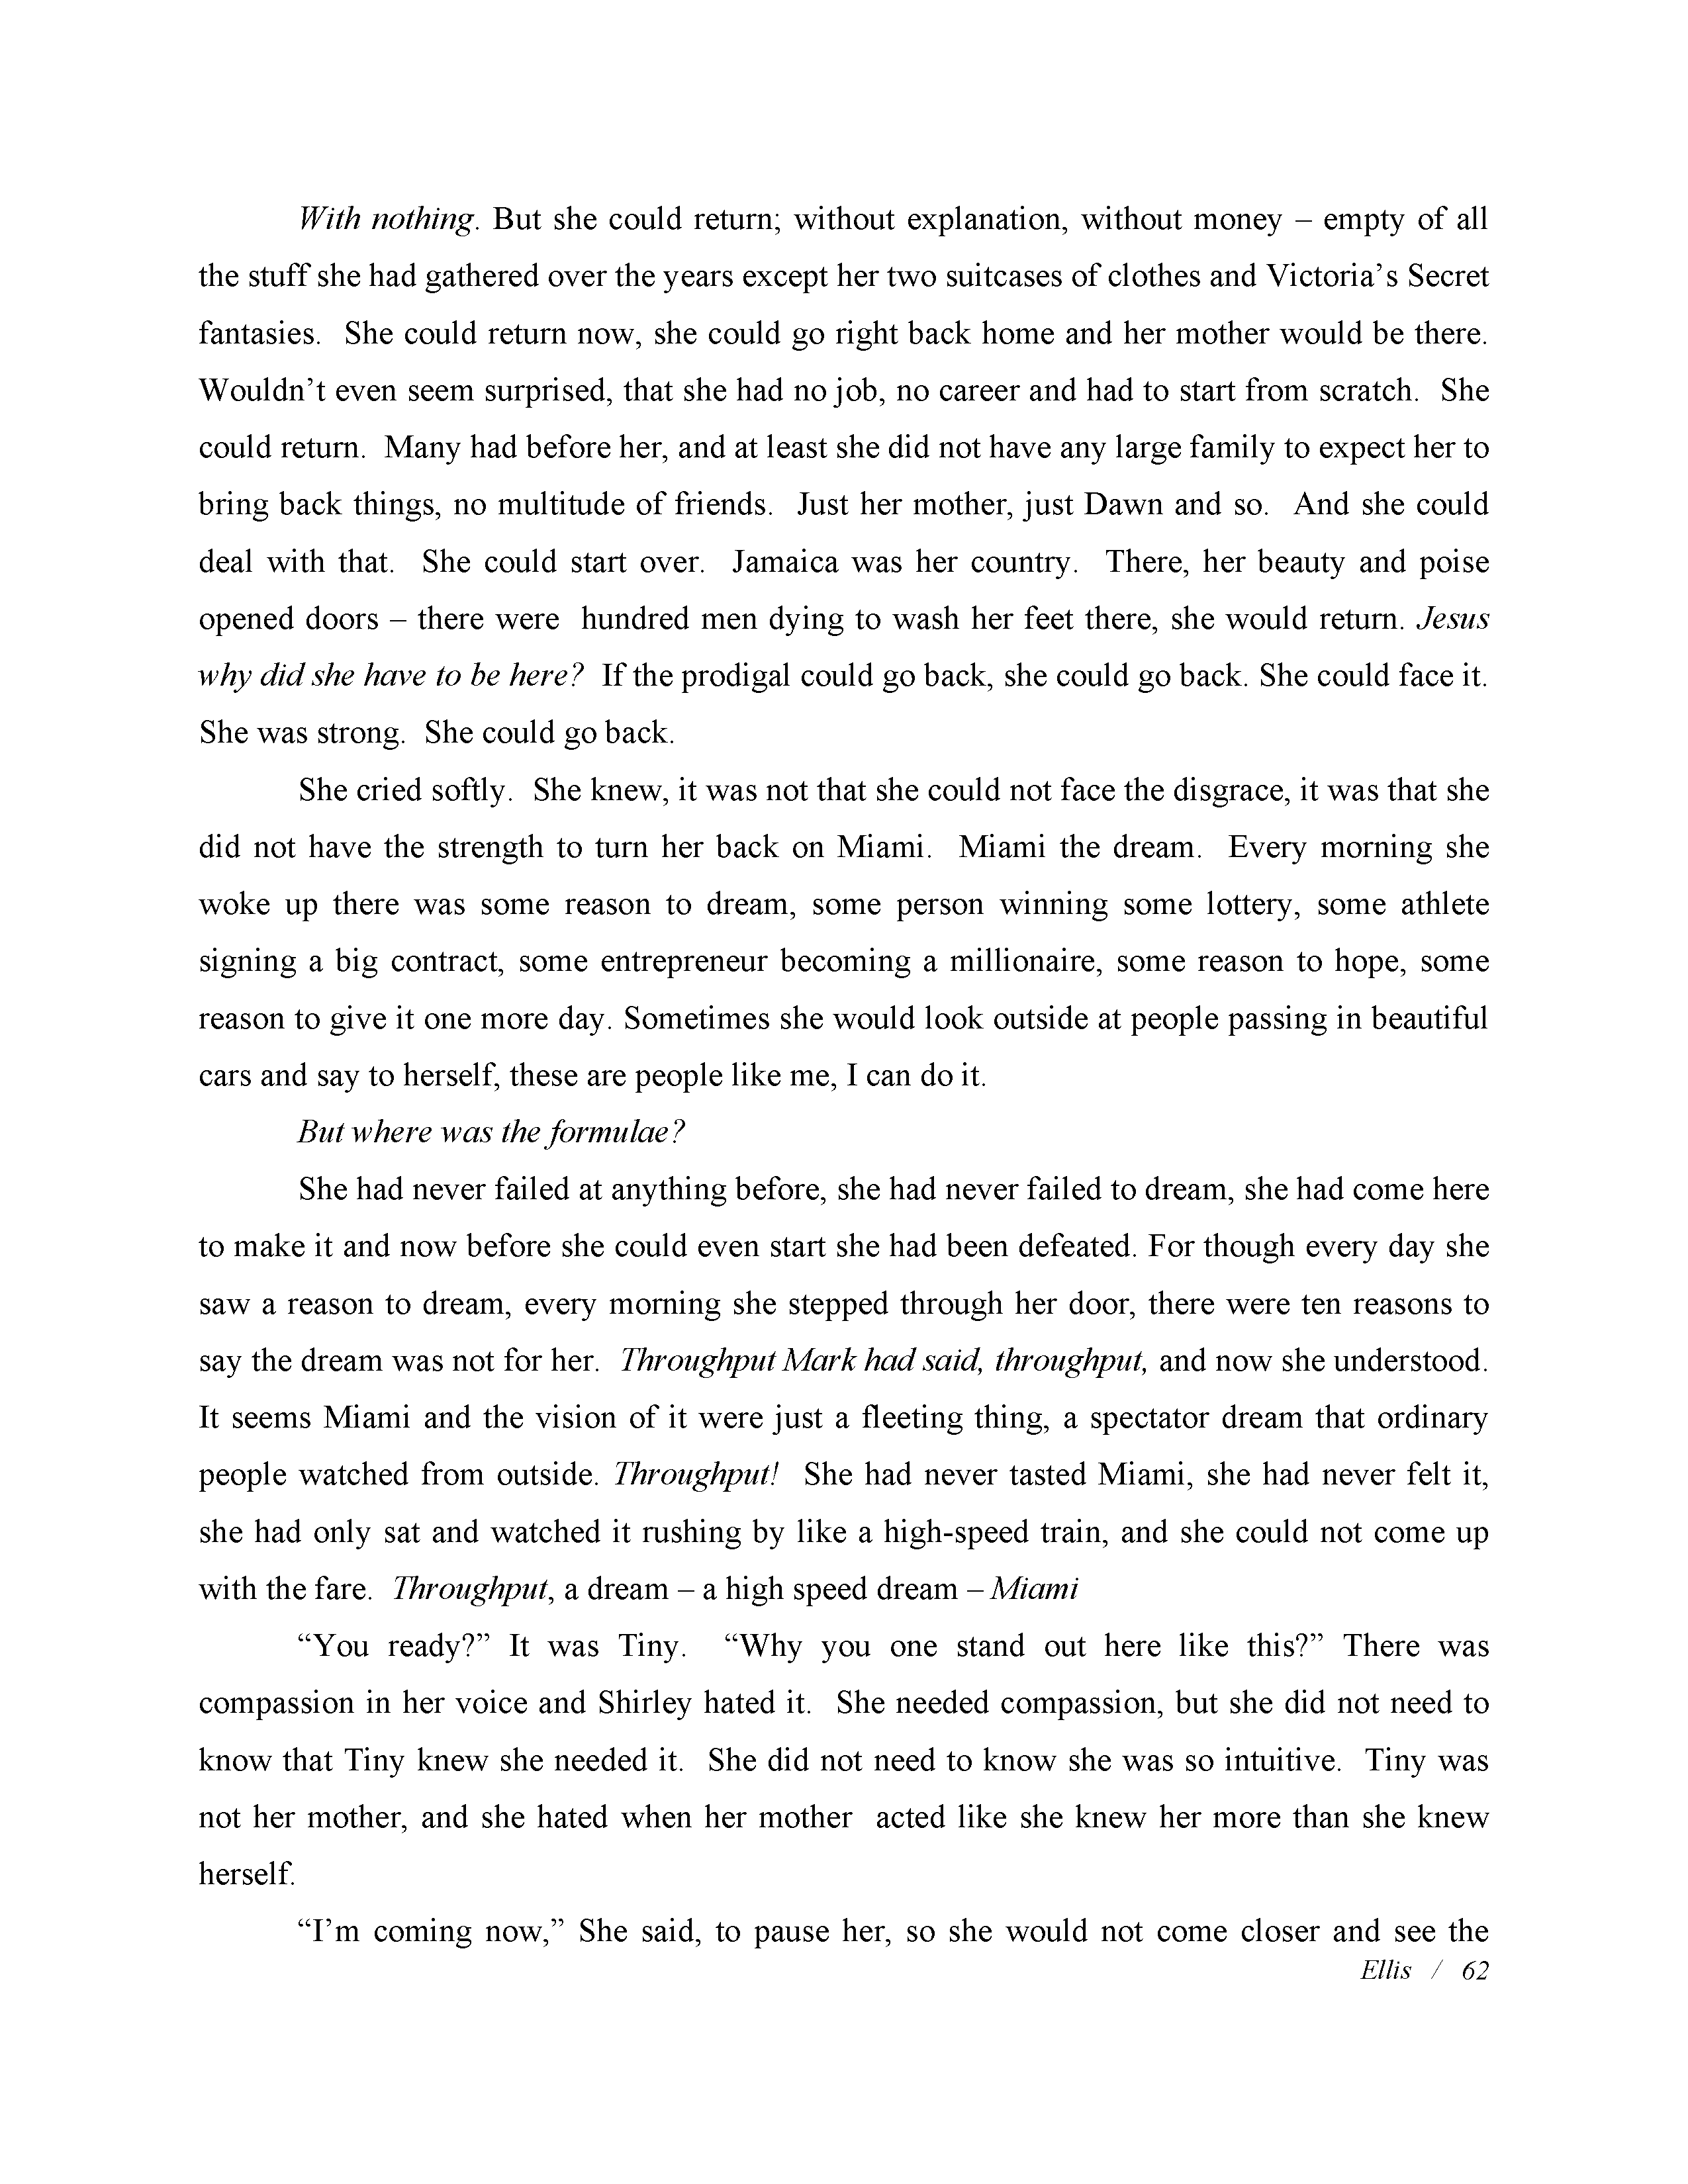 With nothing. But she could return; without explanation, without money – empty of all
the stuff she had gathered over the years except her two suitcases of clothes and Victoria’s Secret
fantasies.  She could return now, she could go right back home and her mother would be there.
Wouldn’t even seem surprised, that she had no job, no career and had to start from scratch.  She
could return.  Many had before her, and at least she did not have any large family to expect her to
bring back things, no multitude of friends.  Just her mother, just Dawn and so.  And she could
deal with that.  She could start over.  Jamaica was her country.  There, her beauty and poise
opened doors – there were  hundred men dying to wash her feet there, she would return. Jesus
why did she have to be here?  If the prodigal could go back, she could go back. She could face it.
She was strong.  She could go back.
She cried softly.  She knew, it was not that she could not face the disgrace, it was that she
did not have the strength to turn her back on Miami.  Miami the dream.  Every morning she
woke up there was some reason to dream, some person winning some lottery, some athlete
signing a big contract, some entrepreneur becoming a millionaire, some reason to hope, some
reason to give it one more day. Sometimes she would look outside at people passing in beautiful
cars and say to herself, these are people like me, I can do it.
But where was the formulae?
She had never failed at anything before, she had never failed to dream, she had come here
to make it and now before she could even start she had been defeated. For though every day she
saw a reason to dream, every morning she stepped through her door, there were ten reasons to
say the dream was not for her.  Throughput Mark had said, throughput, and now she understood.
It seems Miami and the vision of it were just a fleeting thing, a spectator dream that ordinary
people watched from outside. Throughput!  She had never tasted Miami, she had never felt it,
she had only sat and watched it rushing by like a high-speed train, and she could not come up
with the fare.  Throughput, a dream – a high speed dream – Miami
“You ready?” It was Tiny.  “Why you one stand out here like this?” There was
compassion in her voice and Shirley hated it.  She needed compassion, but she did not need to
know that Tiny knew she needed it.  She did not need to know she was so intuitive.  Tiny was
not her mother, and she hated when her mother  acted like she knew her more than she knew
herself.
“I’m coming now,” She said, to pause her, so she would not come closer and see the
Ellis / 62